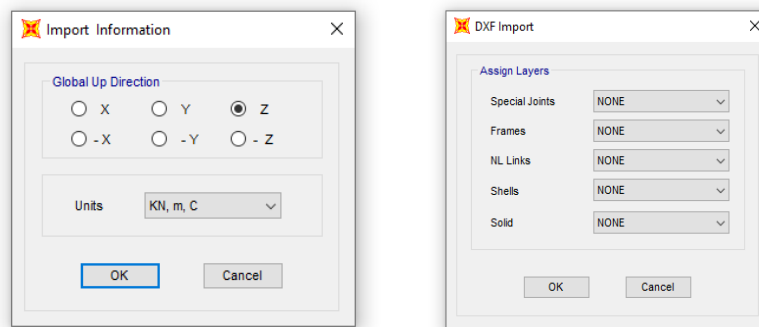 Import Information
Global Up Direction
X
Y
Z
- X
- Y
- Z
Units
KN, m, C
OK
Cancel
DXF Import
Assign Layers
Special Joints
NONE
Frames
NONE
NL Links
NONE
Shells
NONE
Solid
NONE
OK
Cancel